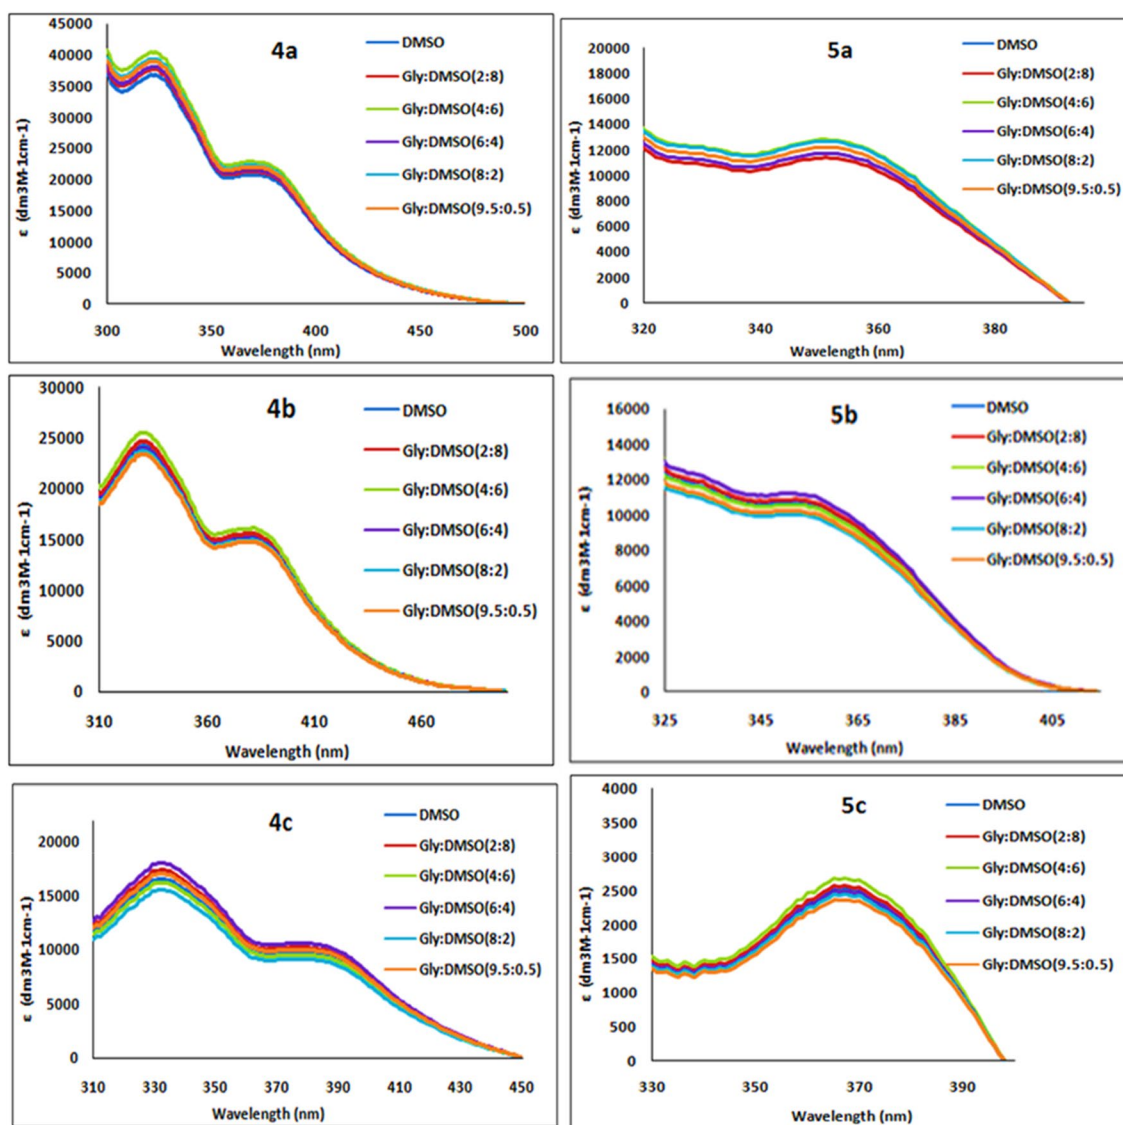 4a
45000
40000
35000
30000
25000
20000
15000
10000
5000
0
ε (dm3M-1cm-1)
300 350 400 450 500
Wavelength (nm)
DMSO
Gly:DMSO(2:8)
Gly:DMSO(4:6)
Gly:DMSO(6:4)
Gly:DMSO(8:2)
Gly:DMSO(9.5:0.5)
5a
20000
18000
16000
14000
12000
10000
8000
6000
4000
2000
0
ε (dm3M-1cm-1)
320 340 360 380
Wavelength (nm)
DMSO
Gly:DMSO(2:8)
Gly:DMSO(4:6)
Gly:DMSO(6:4)
Gly:DMSO(8:2)
Gly:DMSO(9.5:0.5)
4b
30000
25000
20000
15000
10000
5000
0
ε (dm3M-1cm-1)
310 360 410 460
Wavelength (nm)
DMSO
Gly:DMSO(2:8)
Gly:DMSO(4:6)
Gly:DMSO(6:4)
Gly:DMSO(8:2)
Gly:DMSO(9.5:0.5)
5b
16000
14000
12000
10000
8000
6000
4000
2000
0
ε (dm3M-1cm-1)
325 345 365 385 405
Wavelength (nm)
DMSO
Gly:DMSO(2:8)
Gly:DMSO(4:6)
Gly:DMSO(6:4)
Gly:DMSO(8:2)
Gly:DMSO(9.5:0.5)
4c
20000
15000
10000
5000
0
ε (dm3M-1cm-1)
310 330 350 370 390 410 430 450
Wavelength (nm)
DMSO
Gly:DMSO(2:8)
Gly:DMSO(4:6)
Gly:DMSO(6:4)
Gly:DMSO(8:2)
Gly:DMSO(9.5:0.5)
5c
4000
3500
3000
2500
2000
1500
1000
500
0
ε (dm3M-1cm-1)
330 350 370 390
Wavelength (nm)
DMSO
Gly:DMSO(2:8)
Gly:DMSO(4:6)
Gly:DMSO(6:4)
Gly:DMSO(8:2)
Gly:DMSO(9.5:0.5)